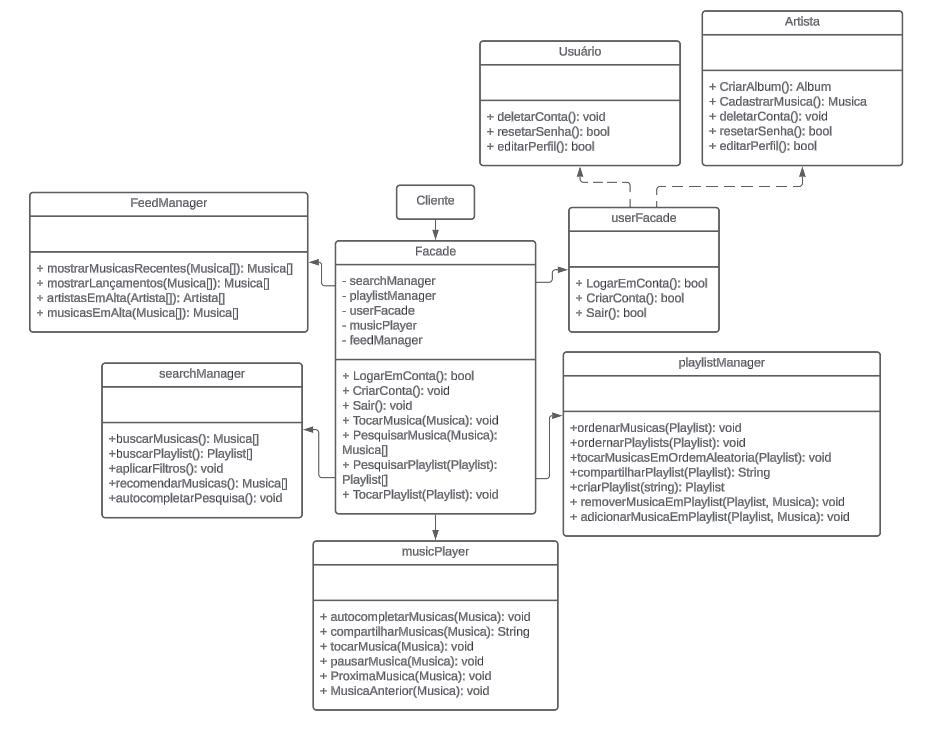 Usuário
+ deletarConta(): void
+ resetarSenha(): bool
+ editarPerfil(): bool
Artista
+ CriarAlbum(): Album
+ CadastrarMusica(): Musica
+ deletarConta(): void
+ resetarSenha(): bool
+ editarPerfil(): bool
FeedManager
+ mostrarMusicasRecentes(Musica[]): Musica[]
+ mostrarLançamentos(Musica[]): Musica[]
+ artistasEmAlta(Artista[]): Artista[]
+ musicasEmAlta(Musica[]): Musica[]
Cliente
Facade
- searchManager
- playlistManager
- userFacade
- musicPlayer
- feedManager
+ LogarEmConta(): bool
+ CriarConta(): void
+ Sair(): void
+ TocarMusica(Musica): void
+ PesquisarMusica(Musica):
Musica[]
+ PesquisarPlaylist(Playlist):
Playlist[]
+ TocarPlaylist(Playlist): void
userFacade
+ LogarEmConta(): bool
+ CriarConta(): bool
+ Sair(): bool
searchManager
+buscarMusicas(): Musica[]
+buscarPlaylist(): Playlist[]
+aplicarFiltros(): void
+recomendarMusicas(): Musica[]
+autocompletarPesquisa(): void
playlistManager
+ordenarMusicas(Playlist): void
+ordernarPlaylists(Playlist): void
+tocarMusicasEmOrdemAleatoria(Playlist): void
+compartilharPlaylist(Playlist): String
+criarPlaylist(string): Playlist
+ removerMusicaEmPlaylist(Playlist, Musica): void
+ adicionarMusicaEmPlaylist(Playlist, Musica): void
musicPlayer
+ autocompletarMusicas(Musica): void
+ compartilharMusicas(Musica): String
+ tocarMusica(Musica): void
+ pausarMusica(Musica): void
+ ProximaMusica(Musica): void
+ MusicaAnterior(Musica): void